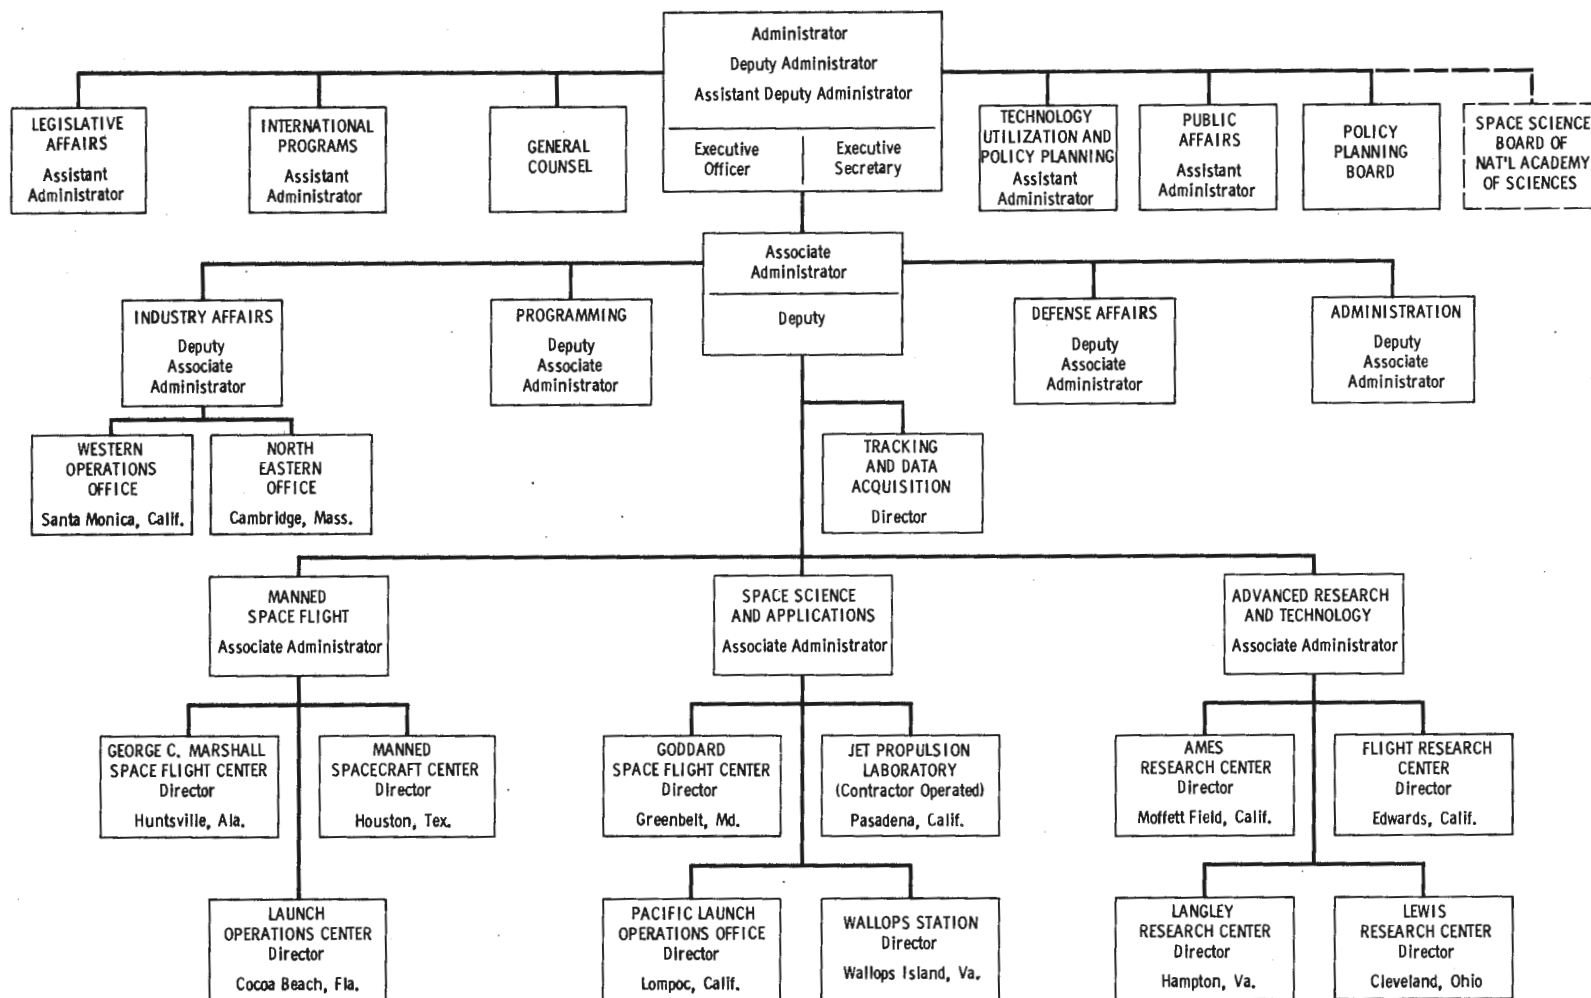 Administrator
Deputy Administrator
Assistant Deputy Administrator
Executive
Officer
Executive
Secretary
LEGISLATIVE
AFFAIRS
Assistant
Administrator
INTERNATIONAL
PROGRAMS
Assistant
Administrator
GENERAL
COUNSEL
TECHNOLOGY
UTILIZATION AND
POLICY PLANNING
Assistant
Administrator
PUBLIC
AFFAIRS
Assistant
Administrator
POLICY
PLANNING
BOARD
SPACE SCIENCE
BOARD OF
NAT'L ACADEMY
OF SCIENCES
Associate
Administrator
Deputy
INDUSTRY AFFAIRS
Deputy
Associate
Administrator
PROGRAMMING
Deputy
Associate
Administrator
DEFENSE AFFAIRS
Deputy
Associate
Administrator
ADMINISTRATION
Deputy
Associate
Administrator
WESTERN
OPERATIONS
OFFICE
Santa Monica, Calif.
NORTH
EASTERN
OFFICE
Cambridge, Mass.
TRACKING
AND DATA
ACQUISITION
Director
MANNED
SPACE FLIGHT
Associate Administrator
SPACE SCIENCE
AND APPLICATIONS
Associate Administrator
ADVANCED RESEARCH
AND TECHNOLOGY
Associate Administrator
GEORGE C. MARSHALL
SPACE FLIGHT CENTER
Director
Huntsville, Ala.
MANNED
SPACECRAFT CENTER
Director
Houston, Tex.
GODDARD
SPACE FLIGHT CENTER
Director
Greenbelt, Md.
JET PROPULSION
LABORATORY
(Contractor Operated)
Pasadena, Calif.
AMES
RESEARCH CENTER
Director
Moffett Field, Calif.
FLIGHT RESEARCH
CENTER
Director
Edwards, Calif.
LAUNCH
OPERATIONS CENTER
Director
Cocoa Beach, Fla.
PACIFIC LAUNCH
OPERATIONS OFFICE
Director
Lompoc, Calif.
WALLOPS STATION
Director
Wallops Island, Va.
LANGLEY
RESEARCH CENTER
Director
Hampton, Va.
LEWIS
RESEARCH CENTER
Director
Cleveland, Ohio